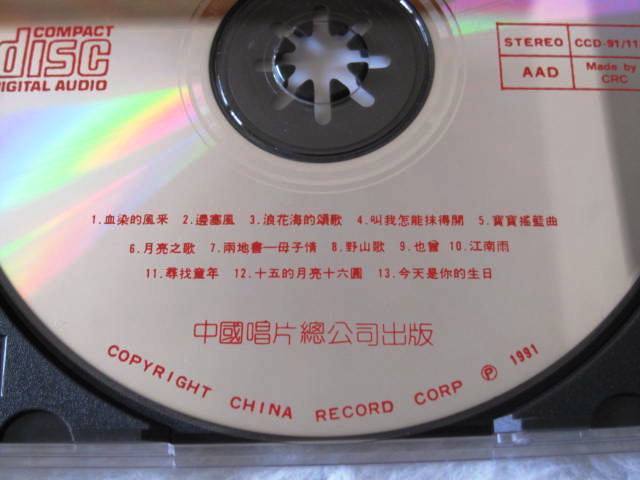 COMPACT
disc
DIGITAL AUDIO
STEREO CCD-91/11
AAD Made by CRC
1.血染的風采 2.邊塞風 3.浪花海的頌歌 4.叫我怎能抹得開 5.寶寶搖籃曲
6.月亮之歌 7.兩地書—母子情 8.野山歌 9.也曾 10.江南雨
11.尋找童年 12.十五的月亮十六圓 13.今天是你的生日
中國唱片總公司出版
COPYRIGHT CHINA RECORD CORP Ⓟ 1991